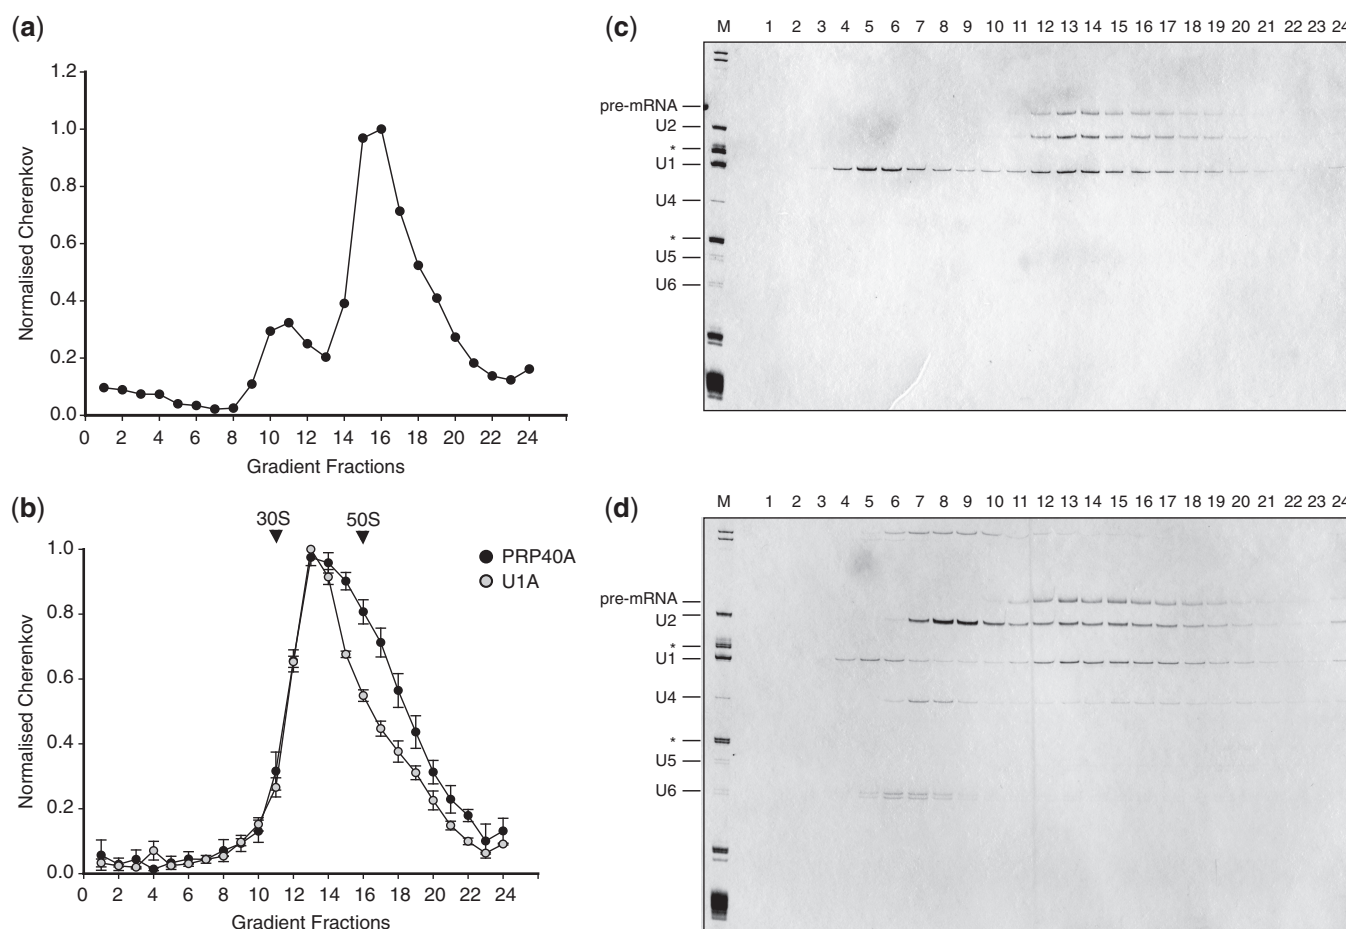 (a)
1.2
1.0
0.8
0.6
0.4
0.2
0.0
Normalised Cherenkov
0 2 4 6 8 10 12 14 16 18 20 22 24
Gradient Fractions
(b)
30S 50S
PRP40A
U1A
1.0
0.8
0.6
0.4
0.2
0.0
Normalised Cherenkov
0 2 4 6 8 10 12 14 16 18 20 22 24
Gradient Fractions
(c)
M 1 2 3 4 5 6 7 8 9 10 11 12 13 14 15 16 17 18 19 20 21 22 23 24
pre-mRNA
U2
*
U1
U4
*
U5
U6
(d)
M 1 2 3 4 5 6 7 8 9 10 11 12 13 14 15 16 17 18 19 20 21 22 23 24
pre-mRNA
U2
*
U1
U4
*
U5
U6